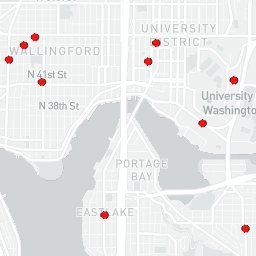 UNIVERSITY
DISTRICT
WALLINGFORD
N 41st St
N 38th St
University
Washington
PORTAGE
BAY
EASTLAKE